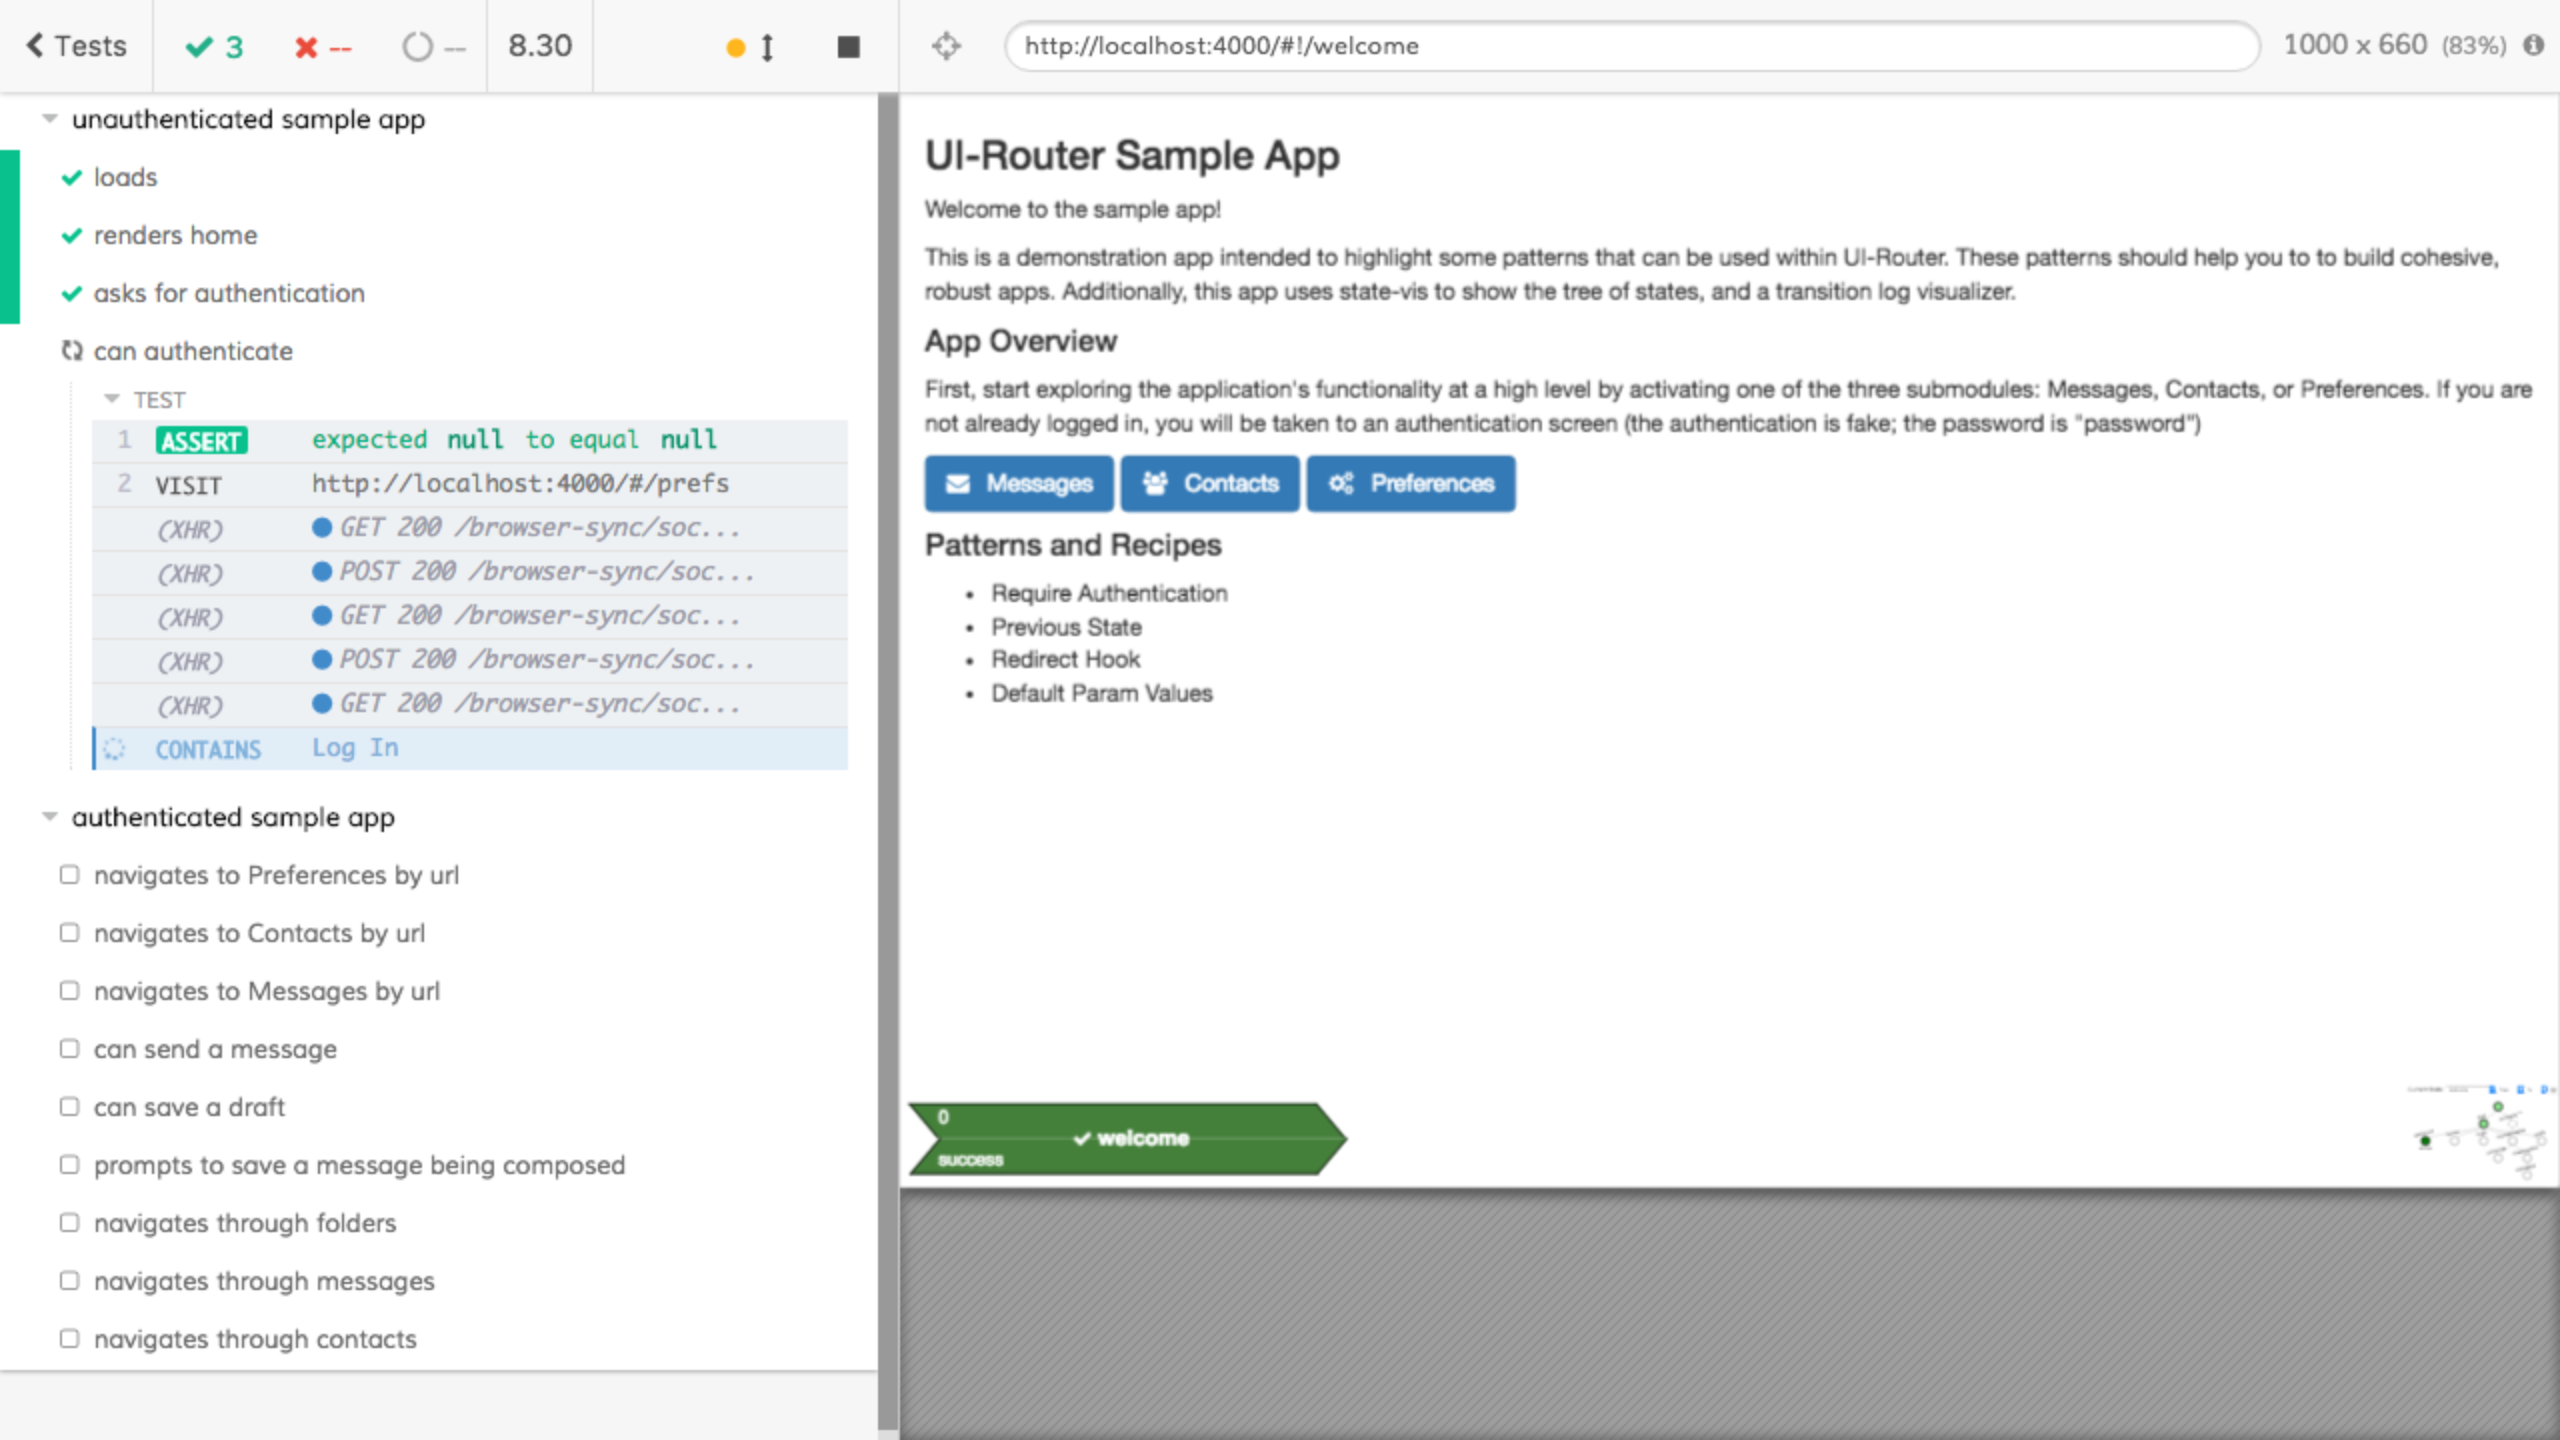 Tests
3
--
--
8.30
http://localhost:4000/#!/welcome
1000 x 660 (83%)
unauthenticated sample app
loads
renders home
asks for authentication
can authenticate
TEST
1 ASSERT expected null to equal null
2 VISIT http://localhost:4000/#/prefs
(XHR) GET 200 /browser-sync/soc...
(XHR) POST 200 /browser-sync/soc...
(XHR) GET 200 /browser-sync/soc...
(XHR) POST 200 /browser-sync/soc...
(XHR) GET 200 /browser-sync/soc...
CONTAINS Log In
authenticated sample app
navigates to Preferences by url
navigates to Contacts by url
navigates to Messages by url
can send a message
can save a draft
prompts to save a message being composed
navigates through folders
navigates through messages
navigates through contacts
UI-Router Sample App
Welcome to the sample app!
This is a demonstration app intended to highlight some patterns that can be used within UI-Router. These patterns should help you to to build cohesive,
robust apps. Additionally, this app uses state-vis to show the tree of states, and a transition log visualizer.
App Overview
First, start exploring the application's functionality at a high level by activating one of the three submodules: Messages, Contacts, or Preferences. If you are
not already logged in, you will be taken to an authentication screen (the authentication is fake; the password is "password")
Messages
Contacts
Preferences
Patterns and Recipes
• Require Authentication
• Previous State
• Redirect Hook
• Default Param Values
0
welcome
success